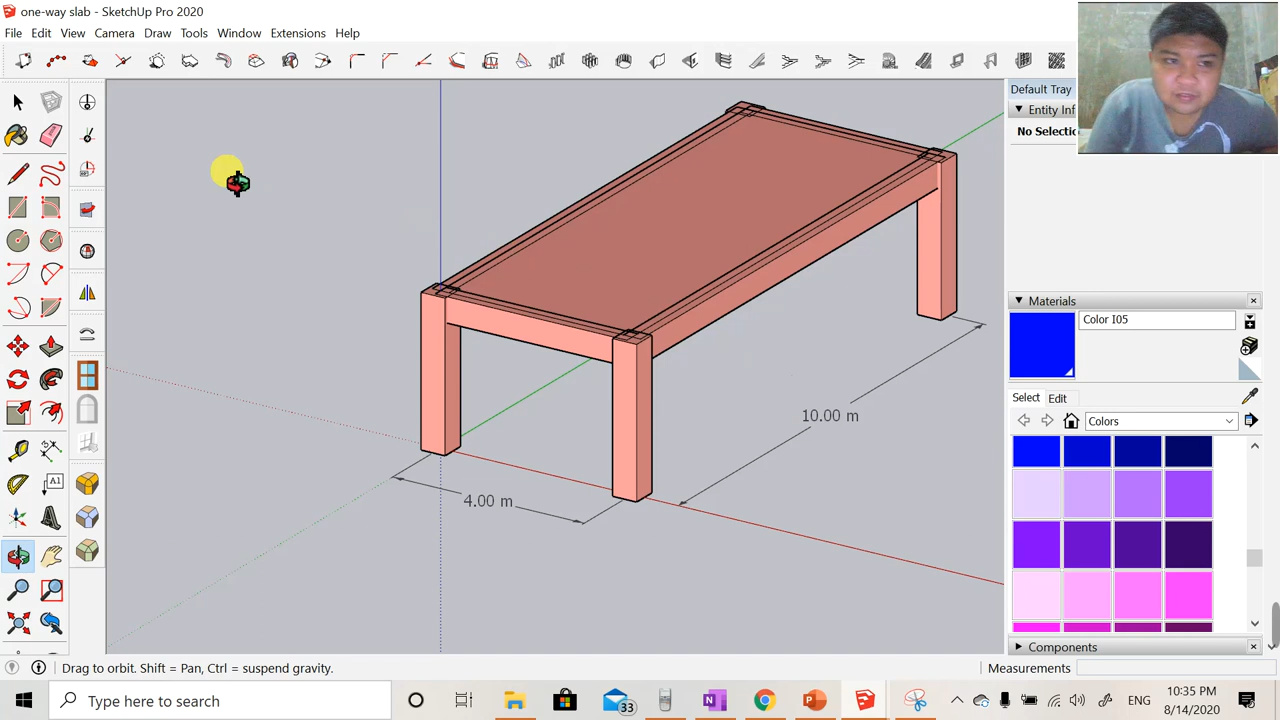 one-way slab - SketchUp Pro 2020
File Edit View Camera Draw Tools Window Extensions Help
Default Tray
Entity Inf
No Selectio
Materials
Color I05
Select Edit
Colors
10.00 m
4.00 m
A1
Components
Drag to orbit. Shift = Pan, Ctrl = suspend gravity.
Measurements
Type here to search
33
ENG
10:35 PM
8/14/2020